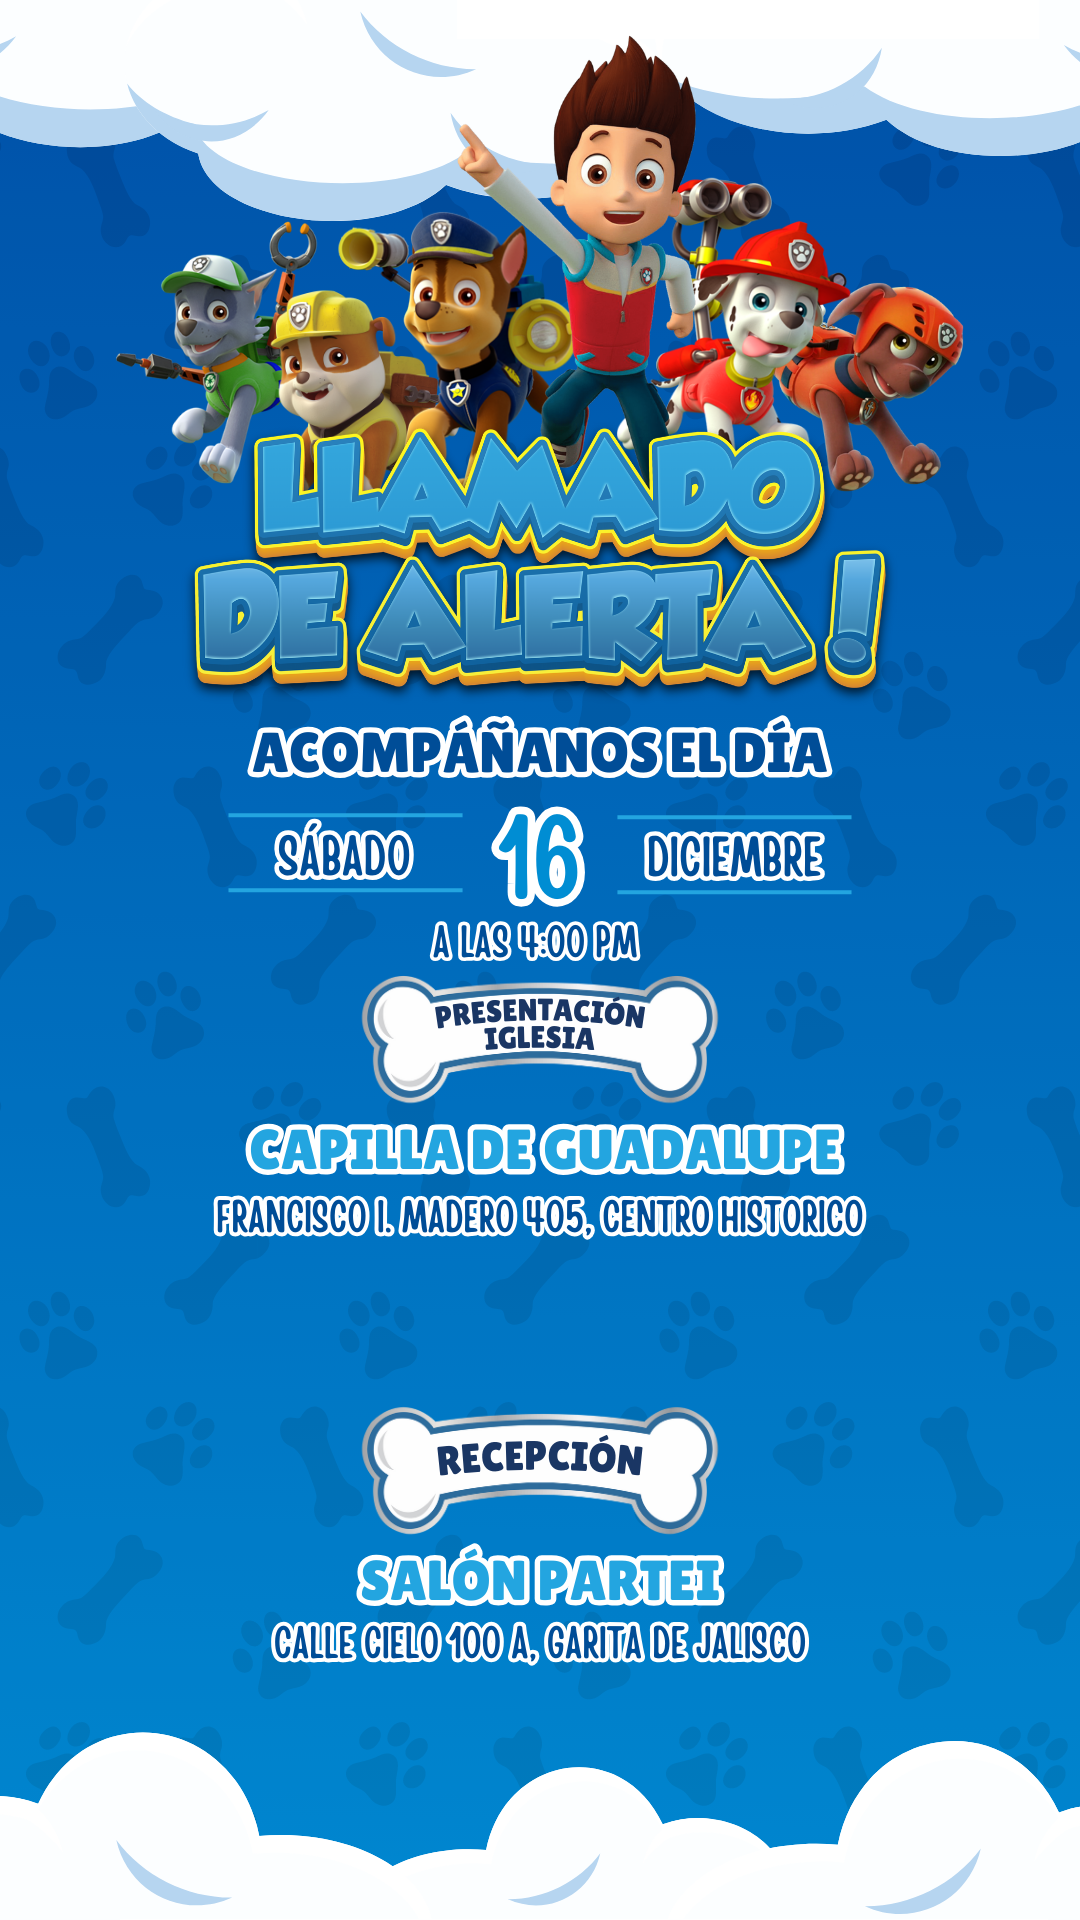 LLAMADO
DE ALERTA!
ACOMPÁÑANOS EL DÍA
SÁBADO 16 DICIEMBRE
A LAS 4:00 PM
PRESENTACIÓN
IGLESIA
CAPILLA DE GUADALUPE
FRANCISCO I. MADERO 405, CENTRO HISTORICO
RECEPCIÓN
SALÓN PARTEI
CALLE CIELO 100 A, GARITA DE JALISCO